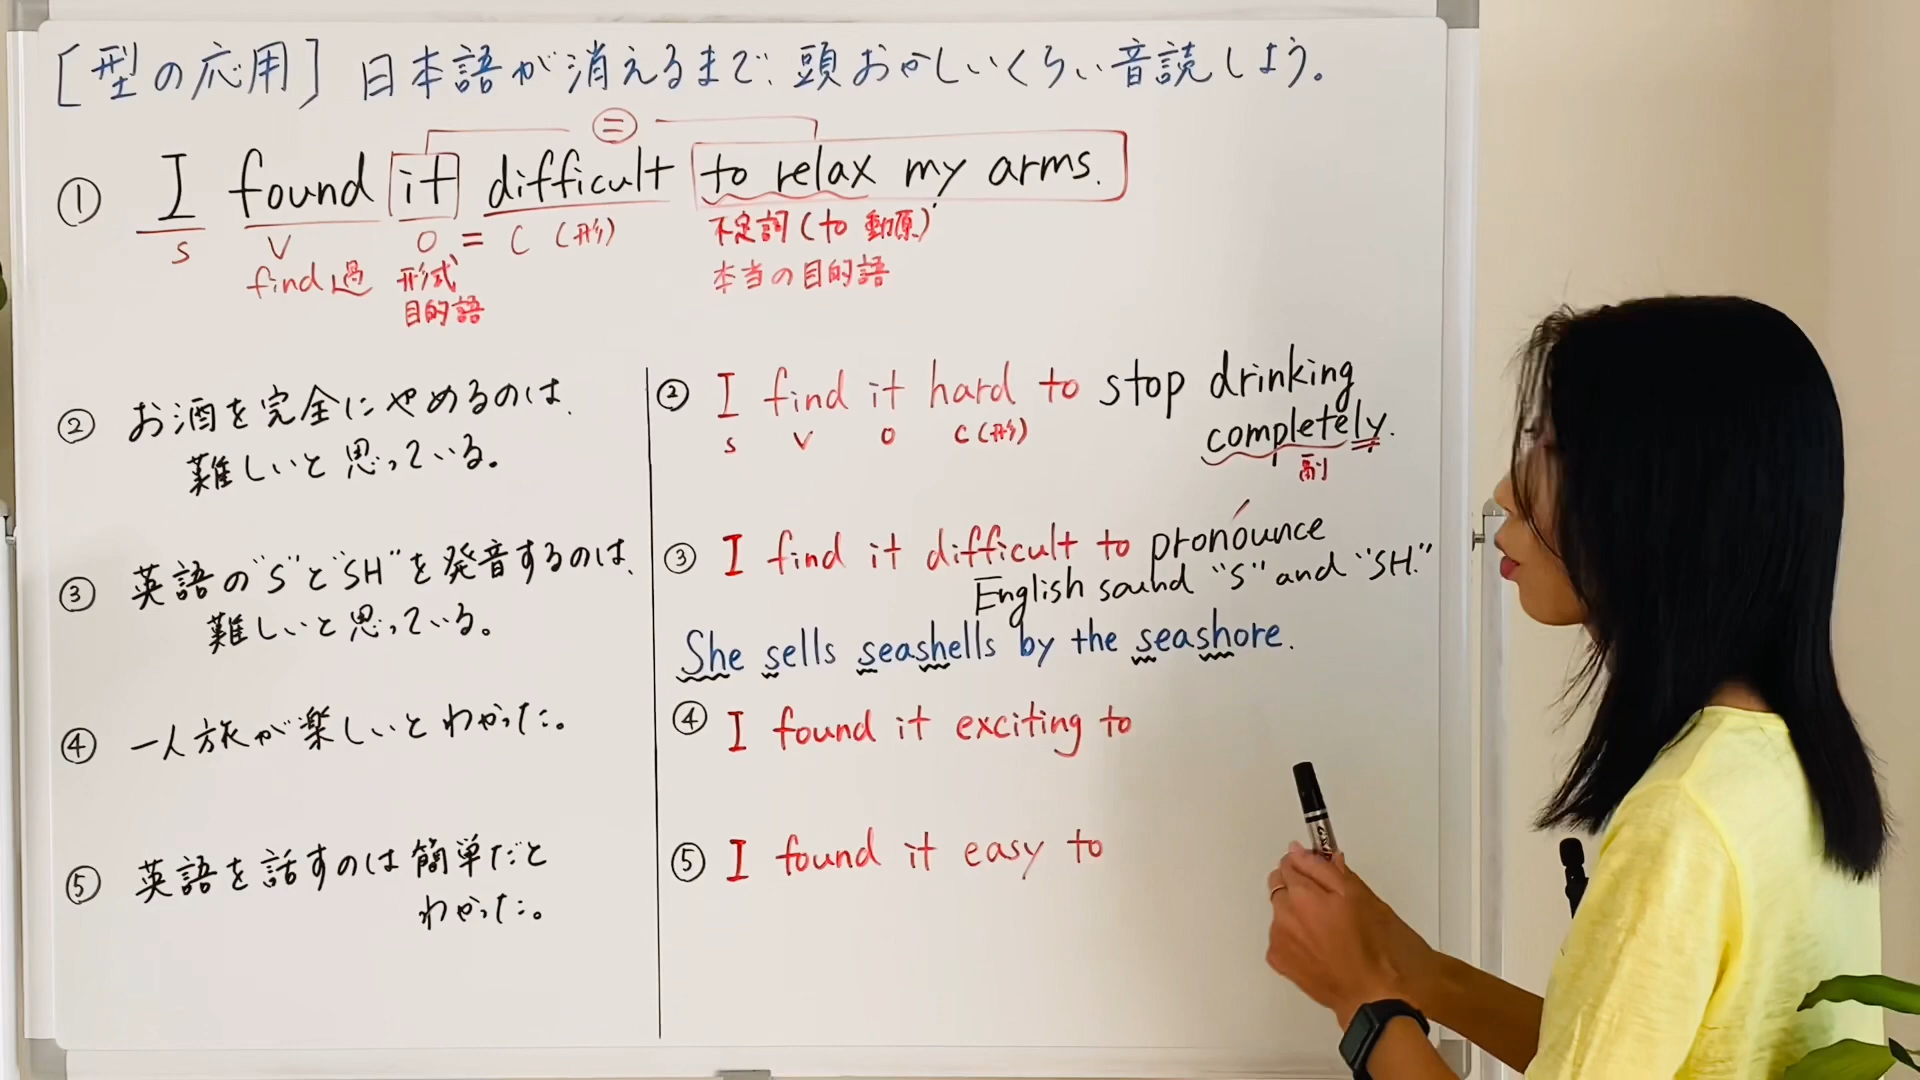 [型の応用] 日本語が消えるまで、頭おかしいくらい音読しよう。
=
① I found it difficult to relax my arms.
S V O = C (形) 不定詞 (to 動原)
find 過 形式 本当の目的語
目的語
② お酒を完全にやめるのは、
難しいと思っている。
③ 英語の"S"と"SH"を発音するのは、
難しいと思っている。
④ 一人旅が楽しいとわかった。
⑤ 英語を話すのは簡単だと
わかった。
② I find it hard to stop drinking
S V O C (形)
completely.
副
③ I find it difficult to pronounce
English sound "S" and "SH."
She sells seashells by the seashore.
④ I found it exciting to
⑤ I found it easy to